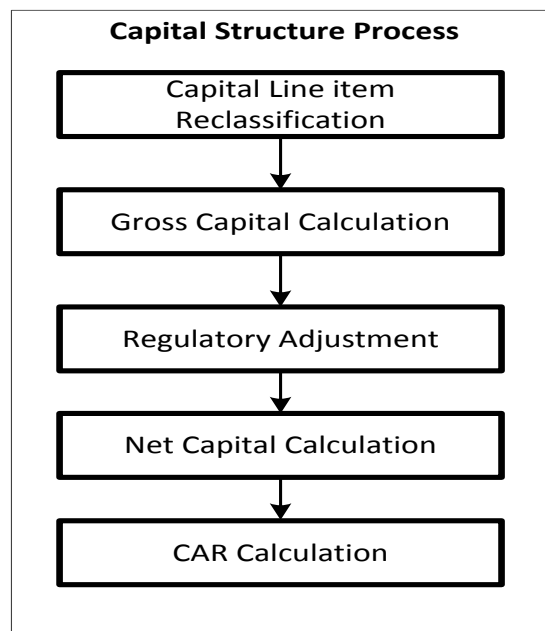 Capital Structure Process
Capital Line item
Reclassification
Gross Capital Calculation
Regulatory Adjustment
Net Capital Calculation
CAR Calculation